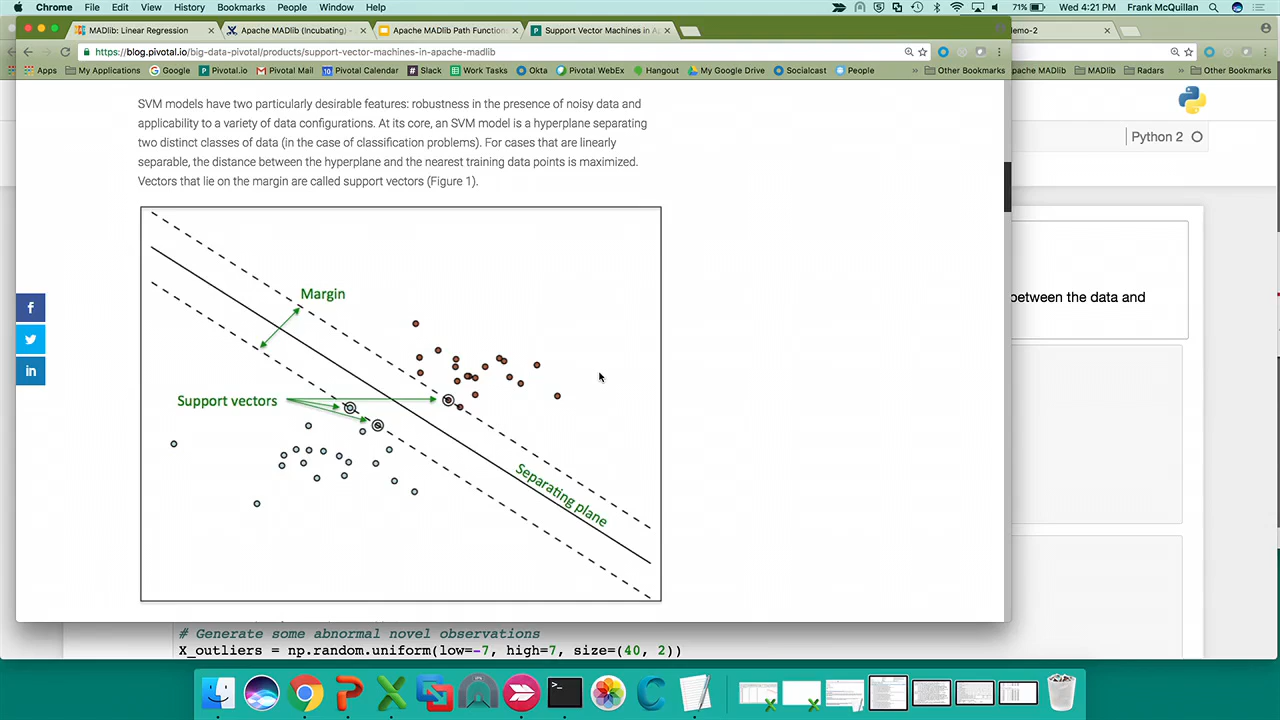 Chrome File Edit View History Bookmarks People Window Help 71% Wed 4:21 PM Frank McQuillan
MADlib: Linear Regression × Apache MADlib (Incubating) - × Apache MADlib Path Function: × Support Vector Machines in A × emo-2 ×
https://blog.pivotal.io/big-data-pivotal/products/support-vector-machines-in-apache-madlib
Apps My Applications Google Pivotal.io Pivotal Mail Pivotal Calendar Slack Work Tasks Okta Pivotal WebEx Hangout My Google Drive Socialcast People » Other Bookmarks pache MADlib MADlib Radars » Other Bookmarks
SVM models have two particularly desirable features: robustness in the presence of noisy data and
applicability to a variety of data configurations. At its core, an SVM model is a hyperplane separating
two distinct classes of data (in the case of classification problems). For cases that are linearly
separable, the distance between the hyperplane and the nearest training data points is maximized.
Vectors that lie on the margin are called support vectors (Figure 1).
Python 2
Margin
between the data and
Support vectors
Separating plane
# Generate some abnormal novel observations
X_outliers = np.random.uniform(low=-7, high=7, size=(40, 2))